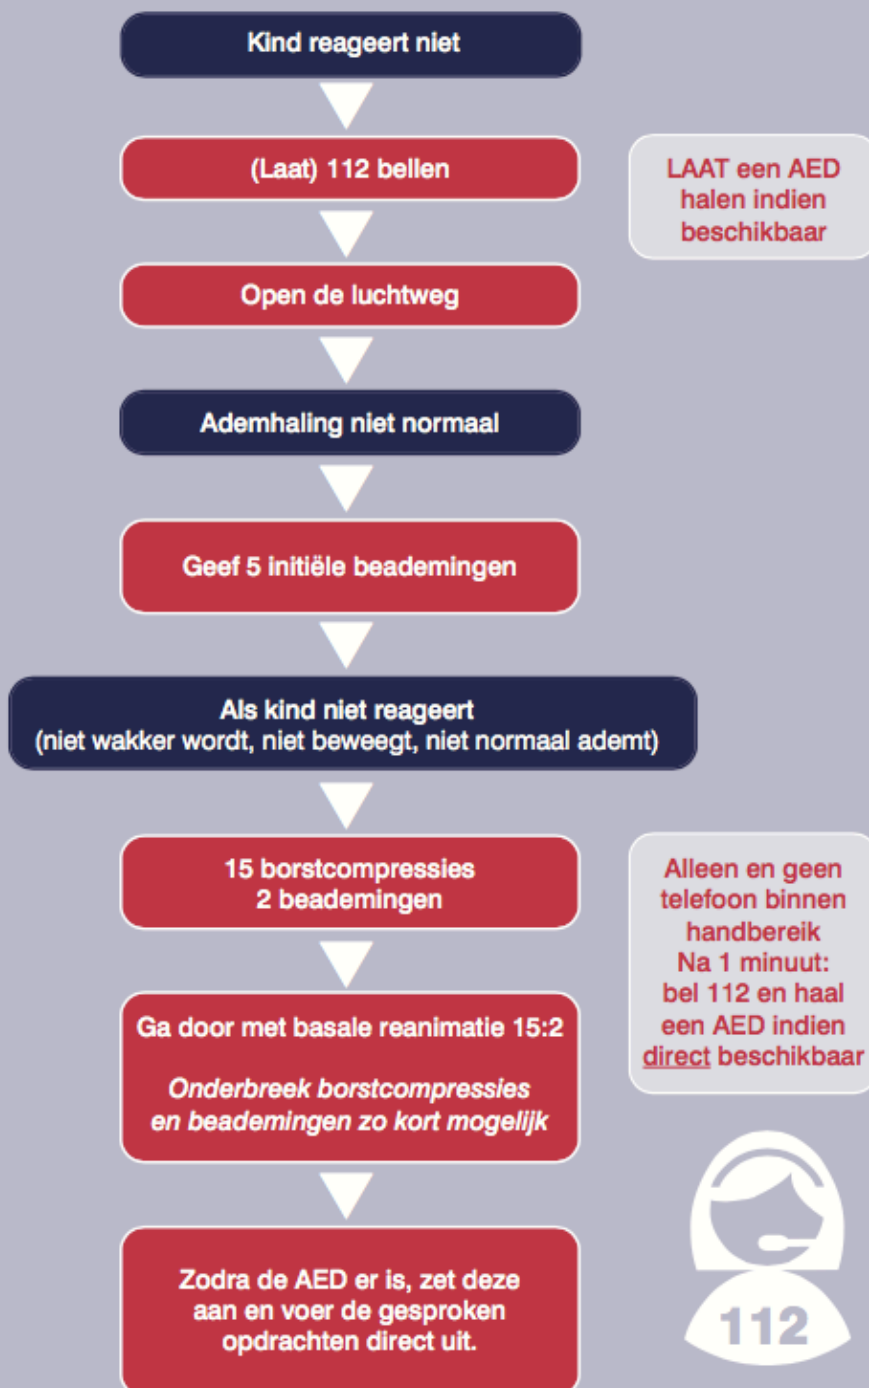 Kind reageert niet
(Laat) 112 bellen
LAAT een AED
halen indien
beschikbaar
Open de luchtweg
Ademhaling niet normaal
Geef 5 initiële beademingen
Als kind niet reageert
(niet wakker wordt, niet beweegt, niet normaal ademt)
15 borstcompressies
2 beademingen
Alleen en geen
telefoon binnen
handbereik
Na 1 minuut:
bel 112 en haal
een AED indien
direct beschikbaar
Ga door met basale reanimatie 15:2
Onderbreek borstcompressies
en beademingen zo kort mogelijk
Zodra de AED er is, zet deze
aan en voer de gesproken
opdrachten direct uit.
112